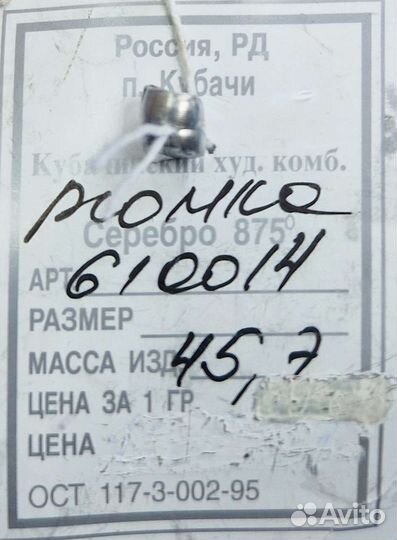 Россия, РД
п. Кубачи
Кубачинский худ. комб.
рюмка
Серебро 875°
АРТ 610014
РАЗМЕР
МАССА ИЗД 45,7
ЦЕНА ЗА 1 ГР
ЦЕНА
ОСТ 117-3-002-95
Avito